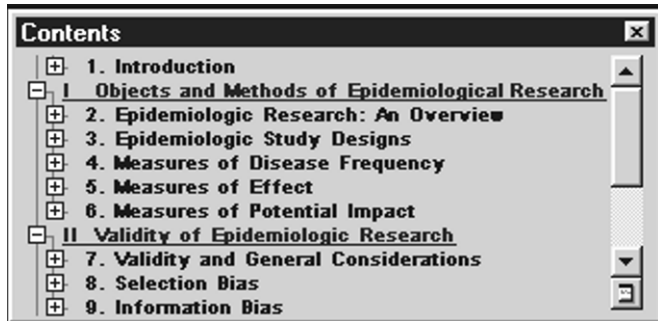 Contents
1. Introduction
I Objects and Methods of Epidemiological Research
2. Epidemiologic Research: An Overview
3. Epidemiologic Study Designs
4. Measures of Disease Frequency
5. Measures of Effect
6. Measures of Potential Impact
II Validity of Epidemiologic Research
7. Validity and General Considerations
8. Selection Bias
9. Information Bias